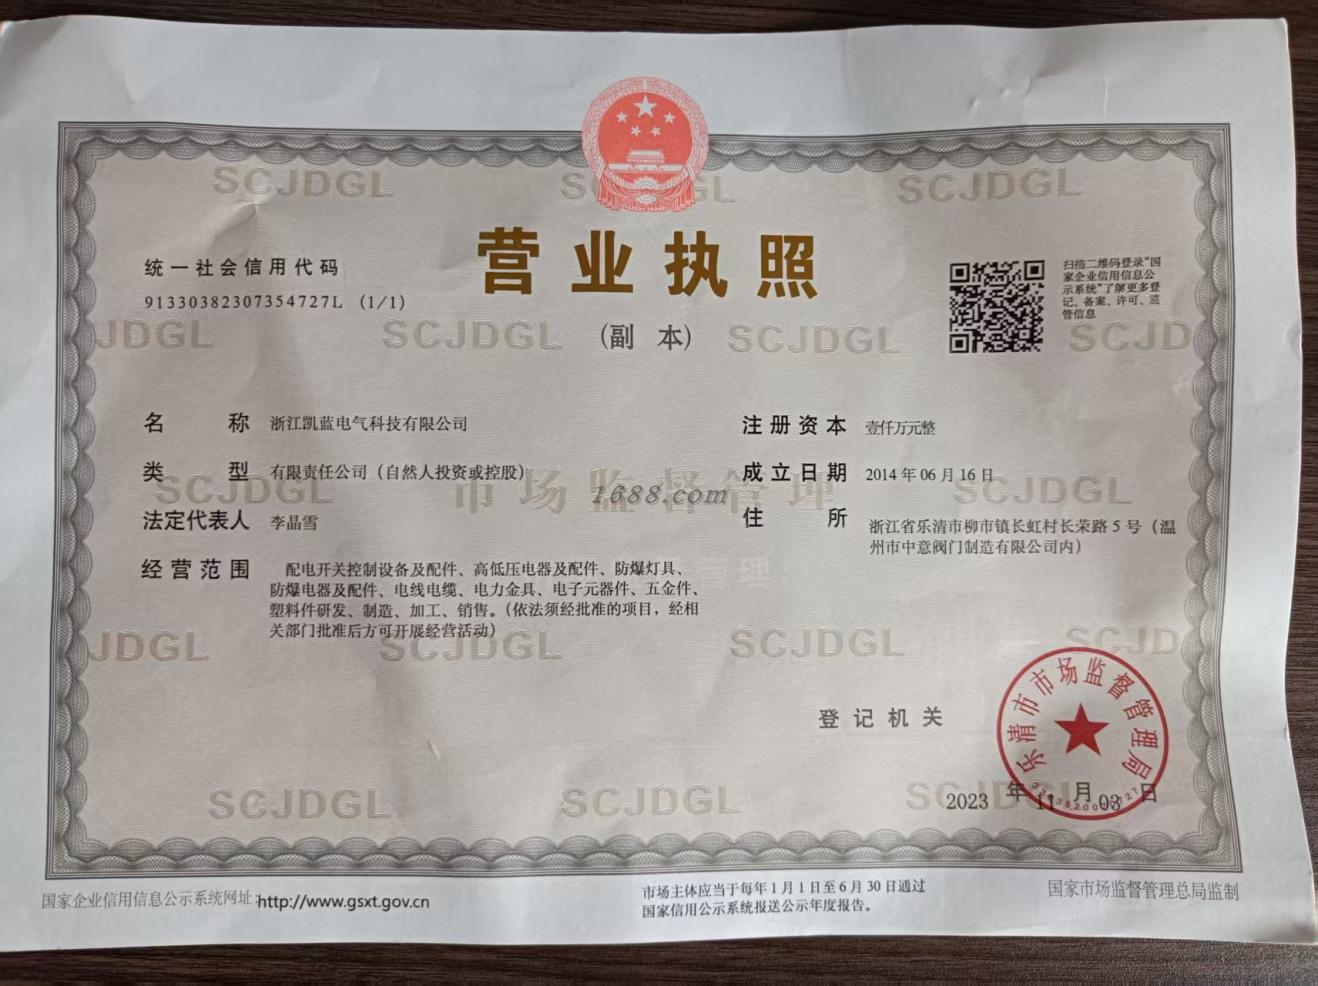 SCJDGL
SCJDGL
营业执照
(副 本)
统一社会信用代码
91330382307354727L (1/1)
扫描二维码登录“国
家企业信用信息公
示系统”了解更多登
记、备案、许可、监
管信息
JDGL
SCJDGL
SCJDGL
SCJD
名 称 浙江凯蓝电气科技有限公司
类 型 有限责任公司（自然人投资或控股）
法定代表人 李晶雪
经营范围 配电开关控制设备及配件、高低压电器及配件、防爆灯具、
防爆电器及配件、电线电缆、电力金具、电子元器件、五金件、
塑料件研发、制造、加工、销售。（依法须经批准的项目，经相
关部门批准后方可开展经营活动）
注册资本 壹仟万元整
成立日期 2014年06月16日
住 所 浙江省乐清市柳市镇长虹村长荣路5号（温
州市中意阀门制造有限公司内）
SCJDGL
市场监督管理
1688.com
SCJDGL
JDGL
SCJDGL
SCJDGL
SCJD
登记机关
乐清市市场监督管理局
2023 年 11 月 03 日
SCJDGL
SCJDGL
国家企业信用信息公示系统网址:http://www.gsxt.gov.cn
市场主体应当于每年1月1日至6月30日通过
国家信用公示系统报送公示年度报告。
国家市场监督管理总局监制